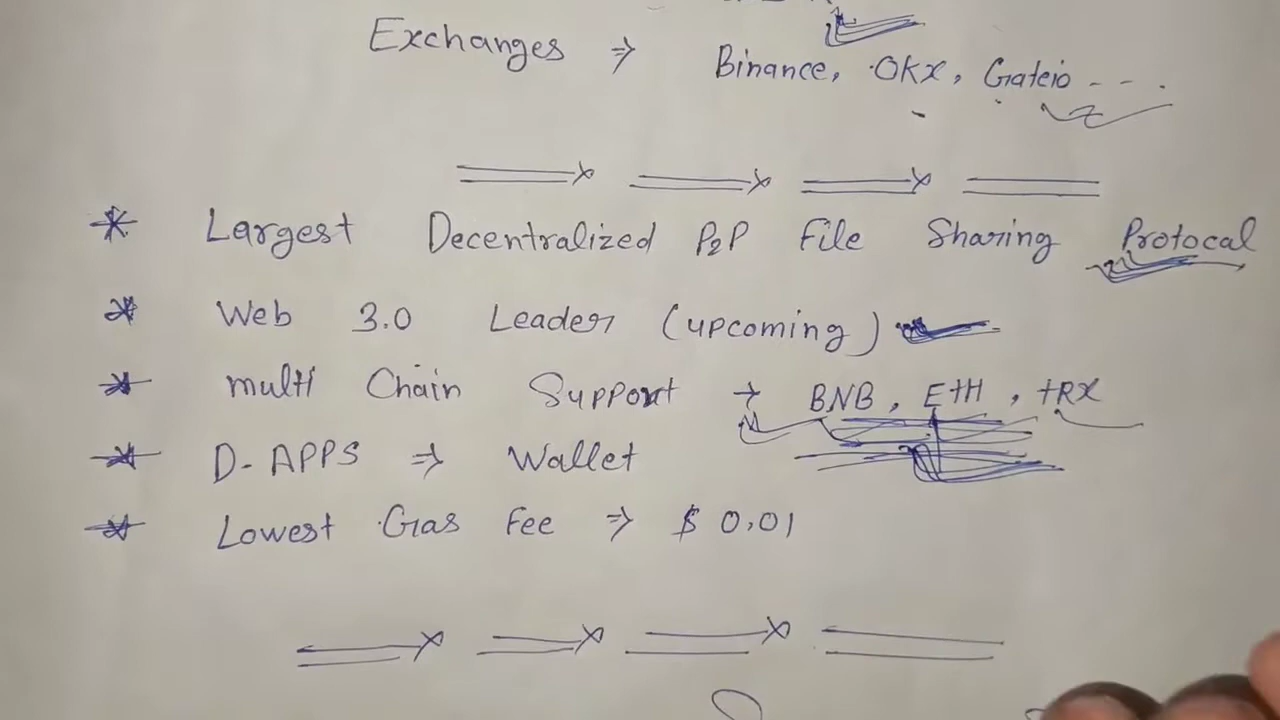 Exchanges ⇒ Binance, OKX, Gateio - - .
* Largest Decentralized P2P File Sharing Protocal
* Web 3.0 Leader (upcoming)
* multi Chain Support → BNB, ETH, tRX
* D-APPS ⇒ Wallet
* Lowest Gas Fee ⇒ $ 0.01